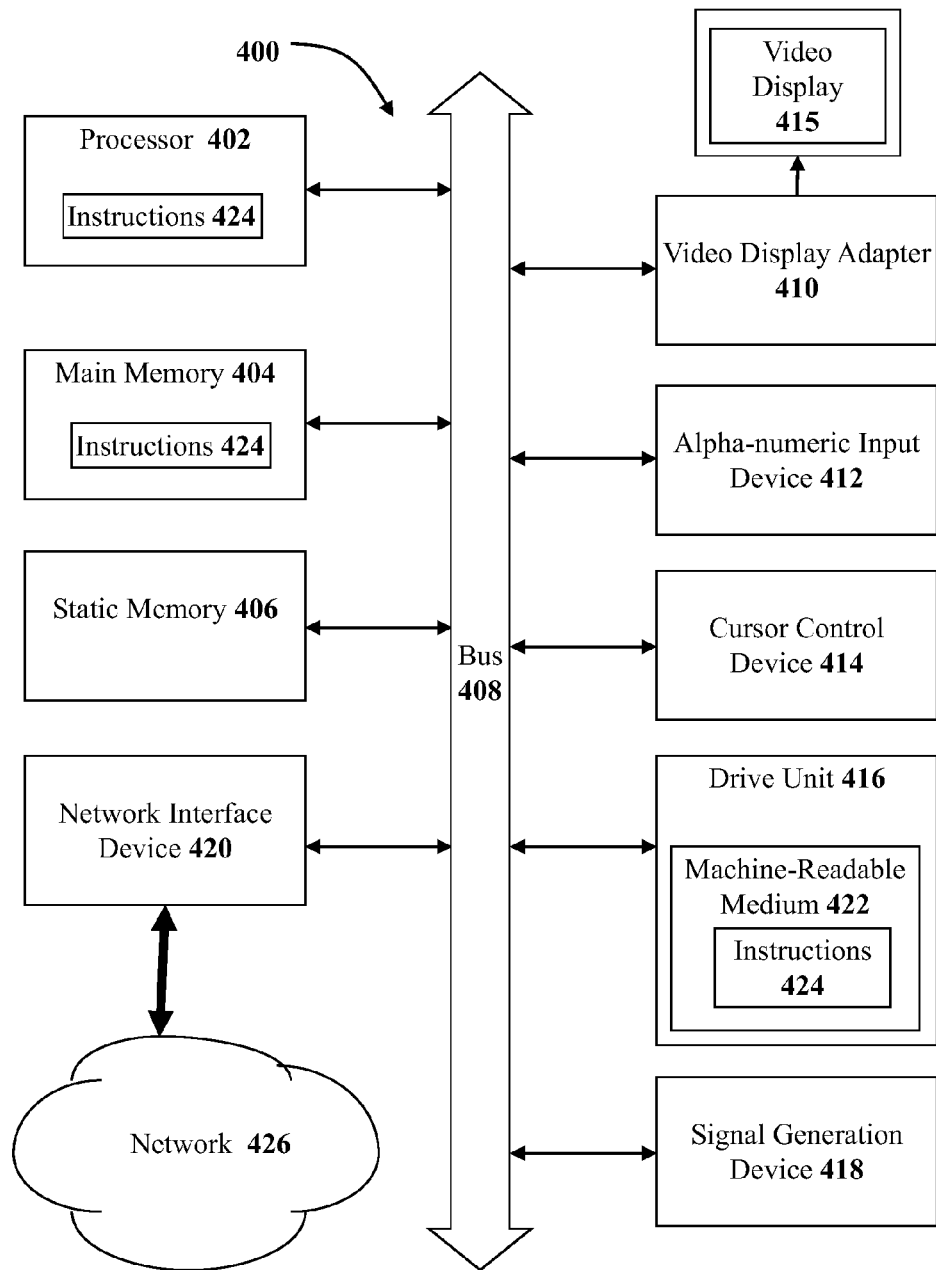 400
Processor 402
Instructions 424
Main Memory 404
Instructions 424
Static Memory 406
Network Interface
Device 420
Network 426
Bus
408
Video
Display
415
Video Display Adapter
410
Alpha-numeric Input
Device 412
Cursor Control
Device 414
Drive Unit 416
Machine-Readable
Medium 422
Instructions
424
Signal Generation
Device 418